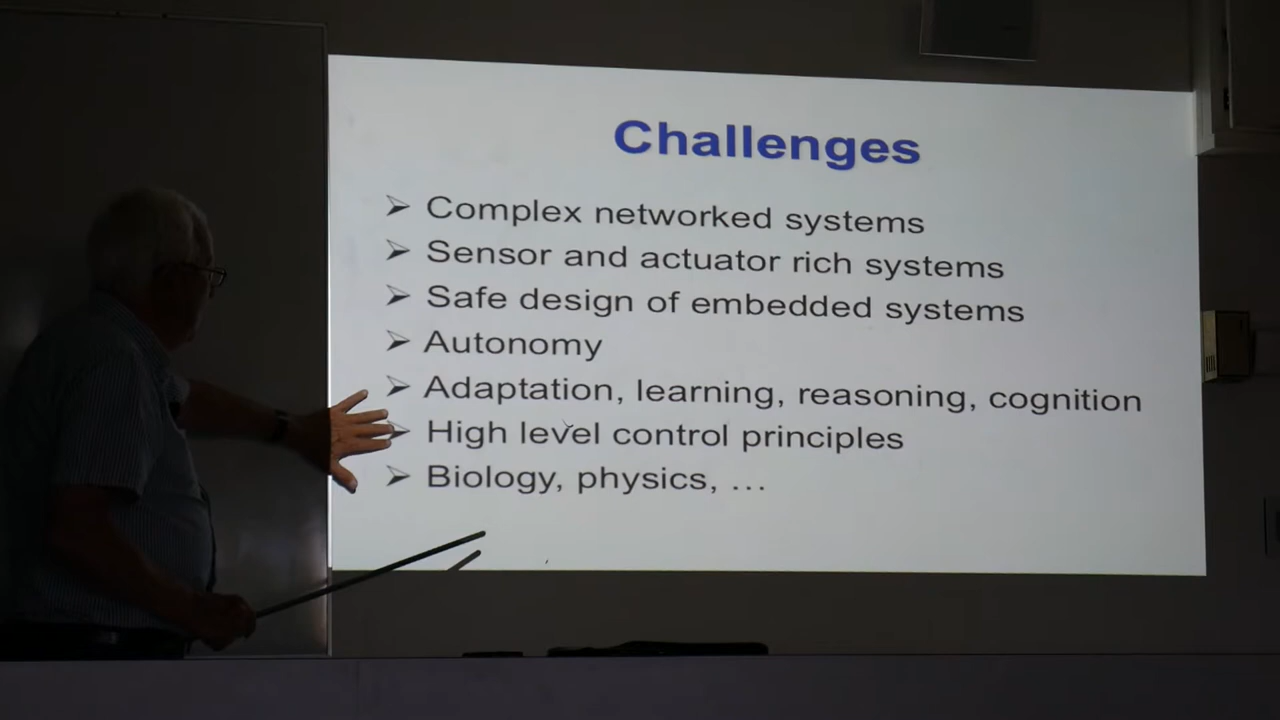 Challenges
➢ Complex networked systems
➢ Sensor and actuator rich systems
➢ Safe design of embedded systems
➢ Autonomy
➢ Adaptation, learning, reasoning, cognition
➢ High level control principles
➢ Biology, physics, …